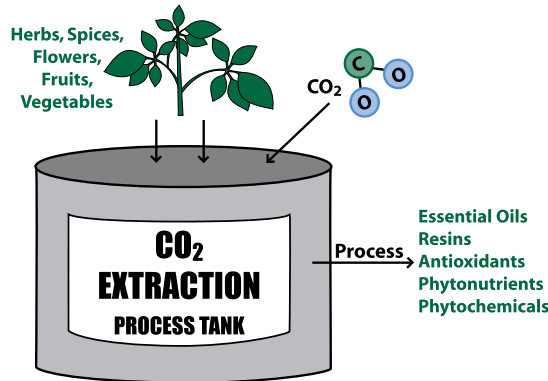 Herbs, Spices,
Flowers,
Fruits,
Vegetables
C
O
O
CO₂
CO₂
EXTRACTION
PROCESS TANK
Process
Essential Oils
Resins
Antioxidants
Phytonutrients
Phytochemicals